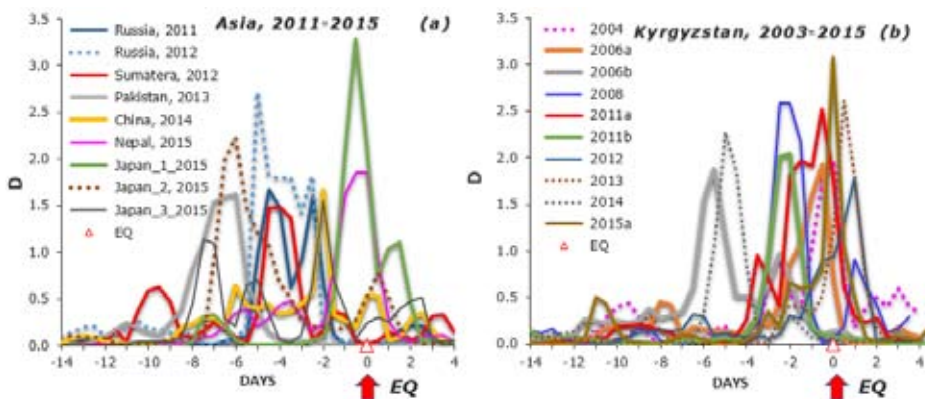 Asia, 2011-2015 (a)
3.5
3.0
2.5
2.0
1.5
1.0
0.5
0.0
D
Russia, 2011
Russia, 2012
Sumatera, 2012
Pakistan, 2013
China, 2014
Nepal, 2015
Japan_1_2015
Japan_2, 2015
Japan_3_2015
EQ
-14 -12 -10 -8 -6 -4 -2 0 2 4
DAYS
EQ
Kyrgyzstan, 2003-2015 (b)
3.5
3.0
2.5
2.0
1.5
1.0
0.5
0.0
D
2004
2006a
2006b
2008
2011a
2011b
2012
2013
2014
2015a
EQ
-14 -12 -10 -8 -6 -4 -2 0 2 4
DAYS
EQ